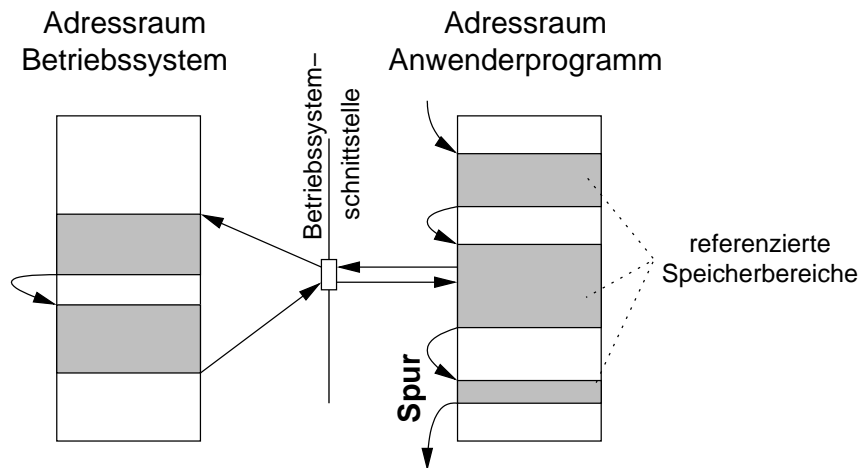 Adressraum
Betriebssystem
Adressraum
Anwenderprogramm
Betriebssystem–
schnittstelle
referenzierte
Speicherbereiche
Spur